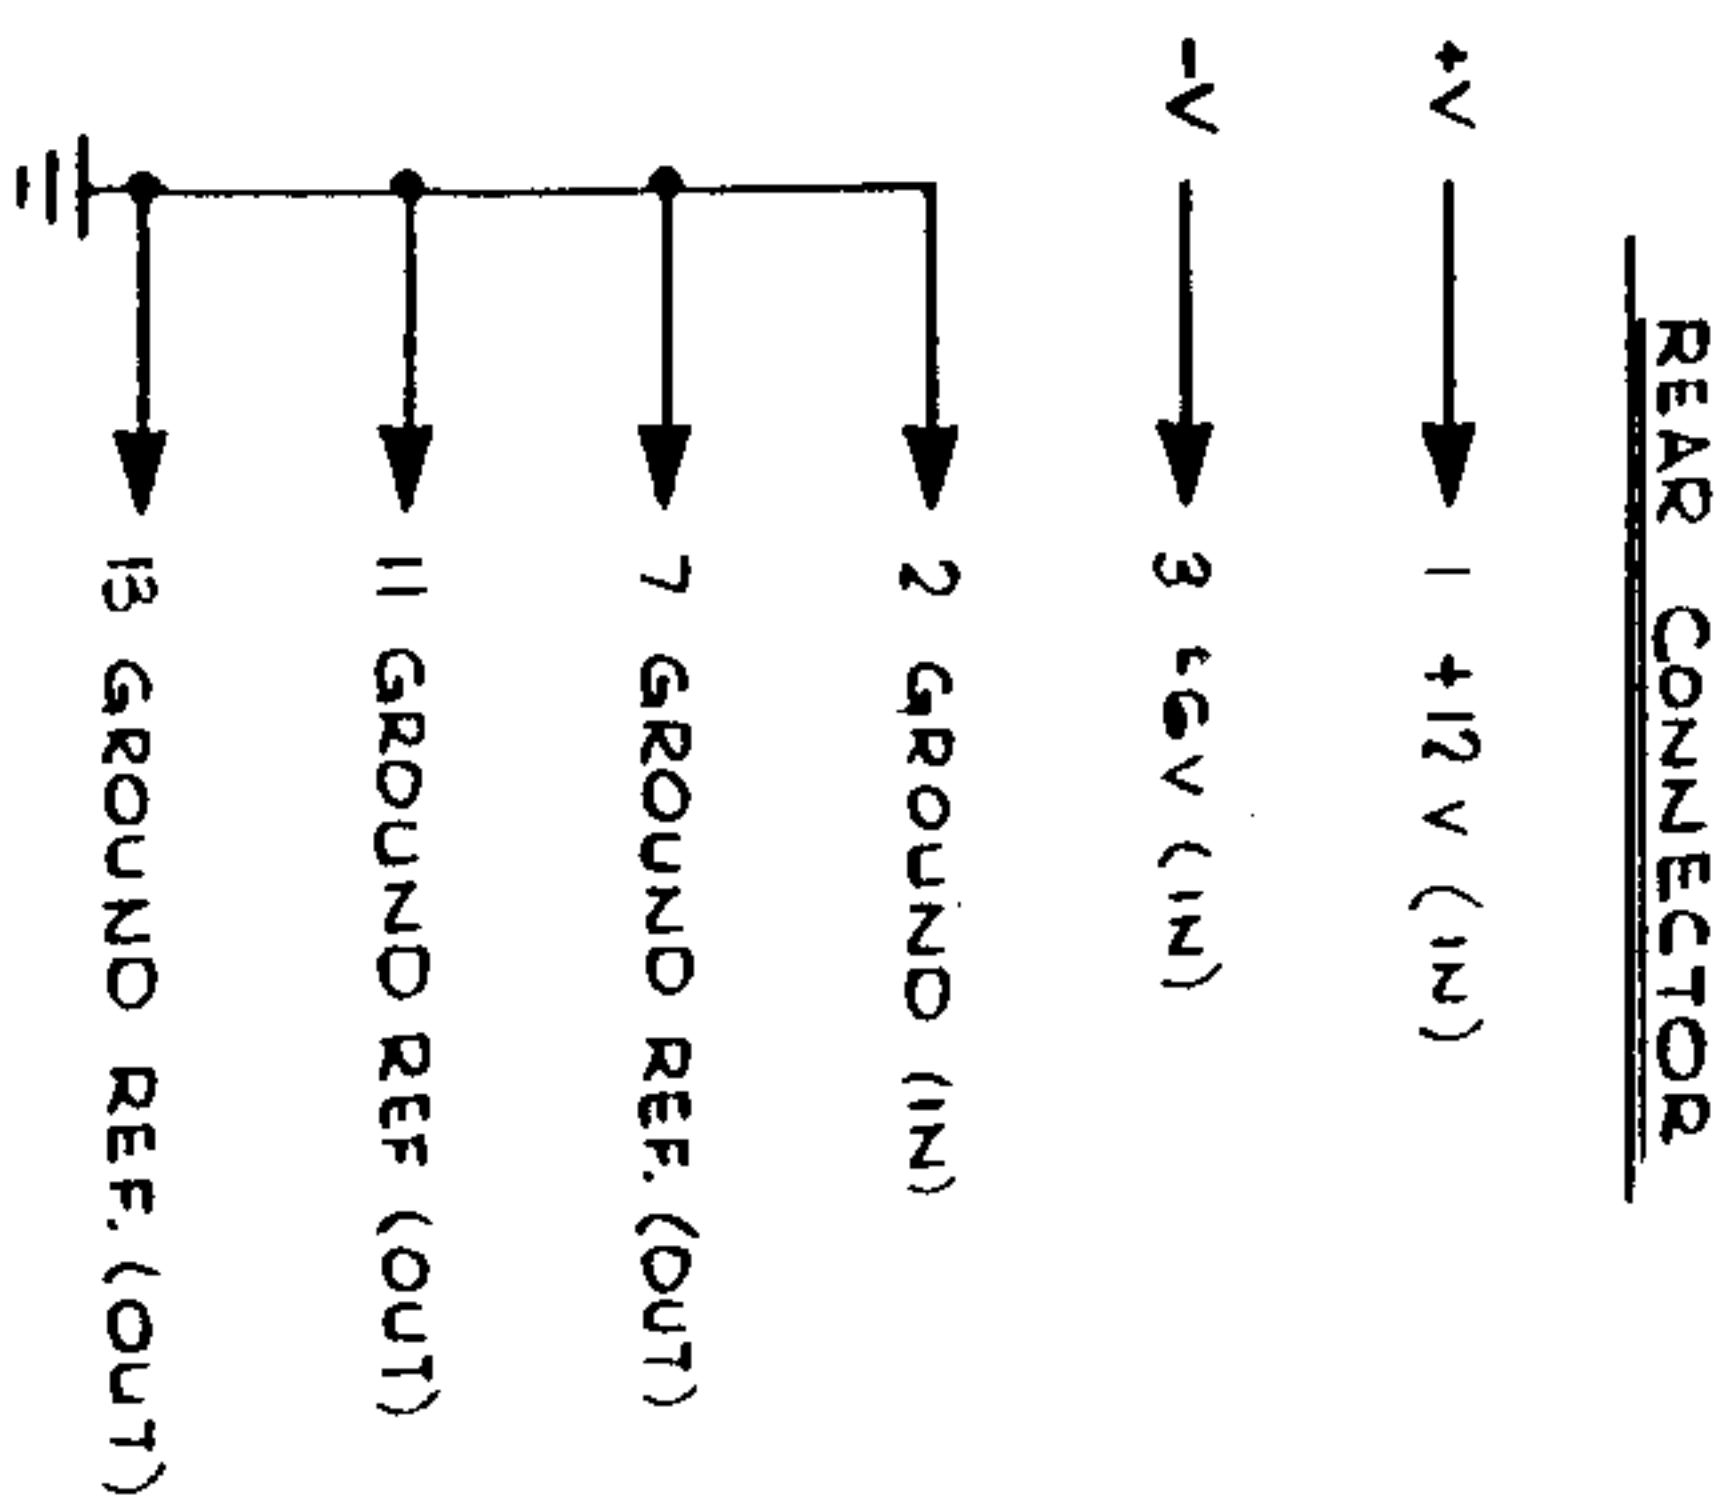 REAR CONNECTOR
+V 1 +12 V (IN)
-V 3 V (IN)
2 GROUND (IN)
7 GROUND REF. (OUT)
11 GROUND REF (OUT)
13 GROUND REF. (OUT)